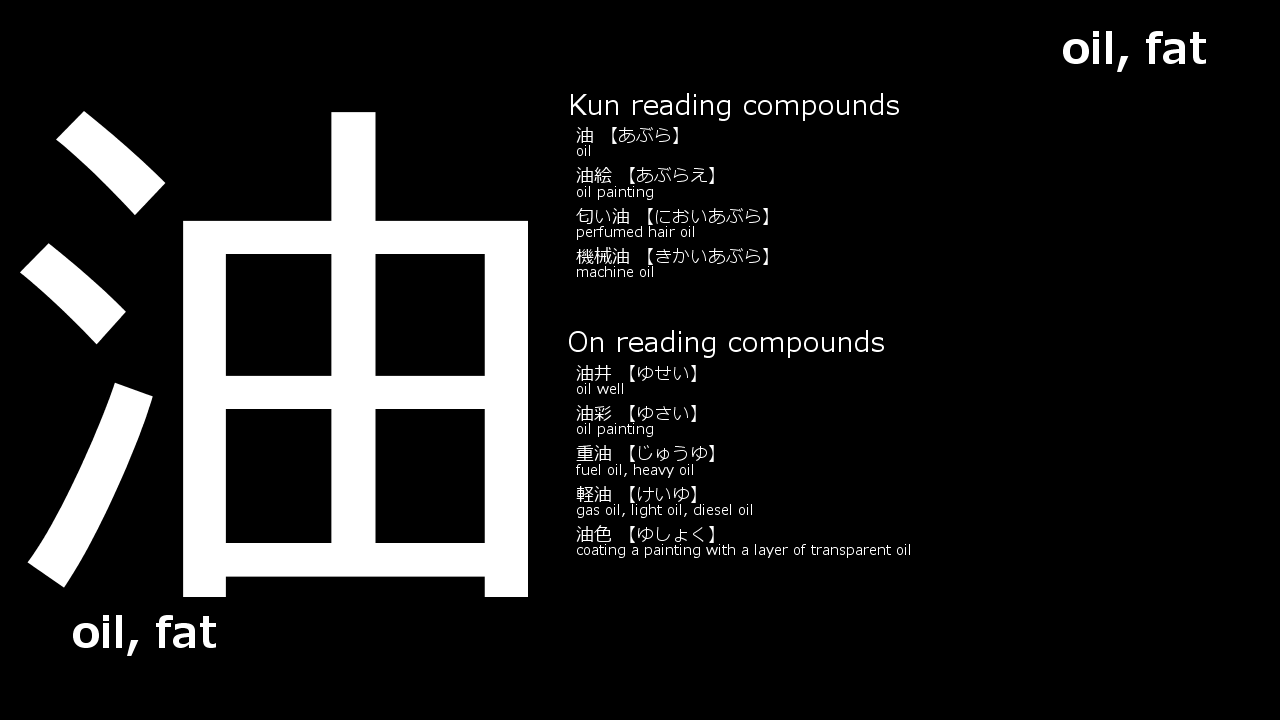 oil, fat
油
oil, fat
Kun reading compounds
油 【あぶら】
oil
油絵 【あぶらえ】
oil painting
匂い油 【においあぶら】
perfumed hair oil
機械油 【きかいあぶら】
machine oil
On reading compounds
油井 【ゆせい】
oil well
油彩 【ゆさい】
oil painting
重油 【じゅうゆ】
fuel oil, heavy oil
軽油 【けいゆ】
gas oil, light oil, diesel oil
油色 【ゆしょく】
coating a painting with a layer of transparent oil